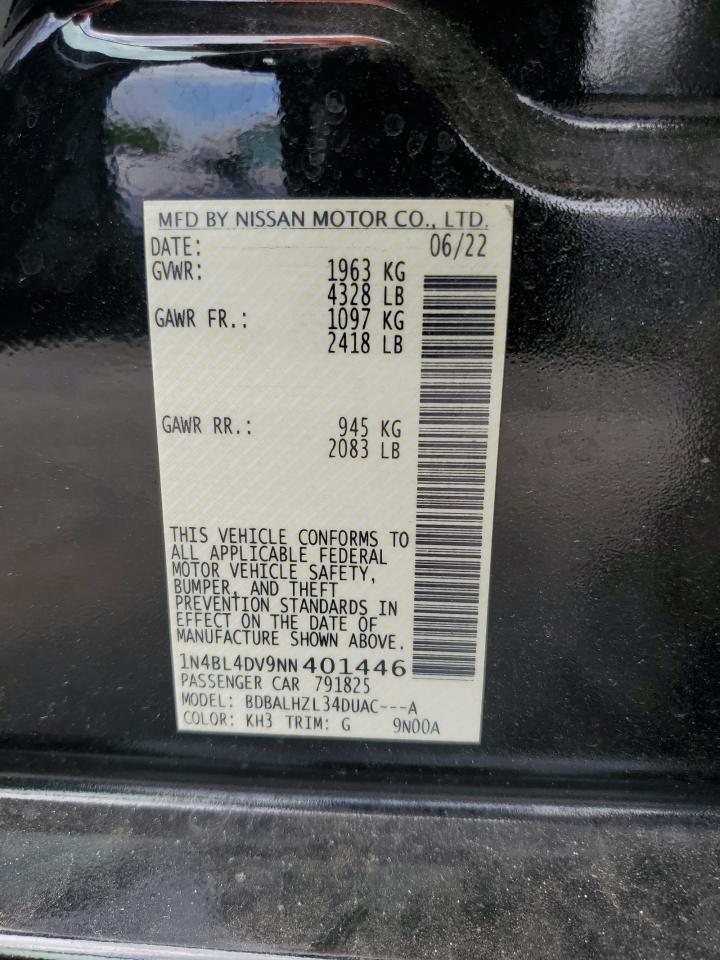 MFD BY NISSAN MOTOR CO., LTD.
DATE: 06/22
GVWR: 1963 KG
4328 LB
GAWR FR.: 1097 KG
2418 LB
GAWR RR.: 945 KG
2083 LB
THIS VEHICLE CONFORMS TO
ALL APPLICABLE FEDERAL
MOTOR VEHICLE SAFETY,
BUMPER, AND THEFT
PREVENTION STANDARDS IN
EFFECT ON THE DATE OF
MANUFACTURE SHOWN ABOVE.
1N4BL4DV9NN401446
PASSENGER CAR 791825
MODEL: BDBALHZL34DUAC---A
COLOR: KH3 TRIM: G 9N00A